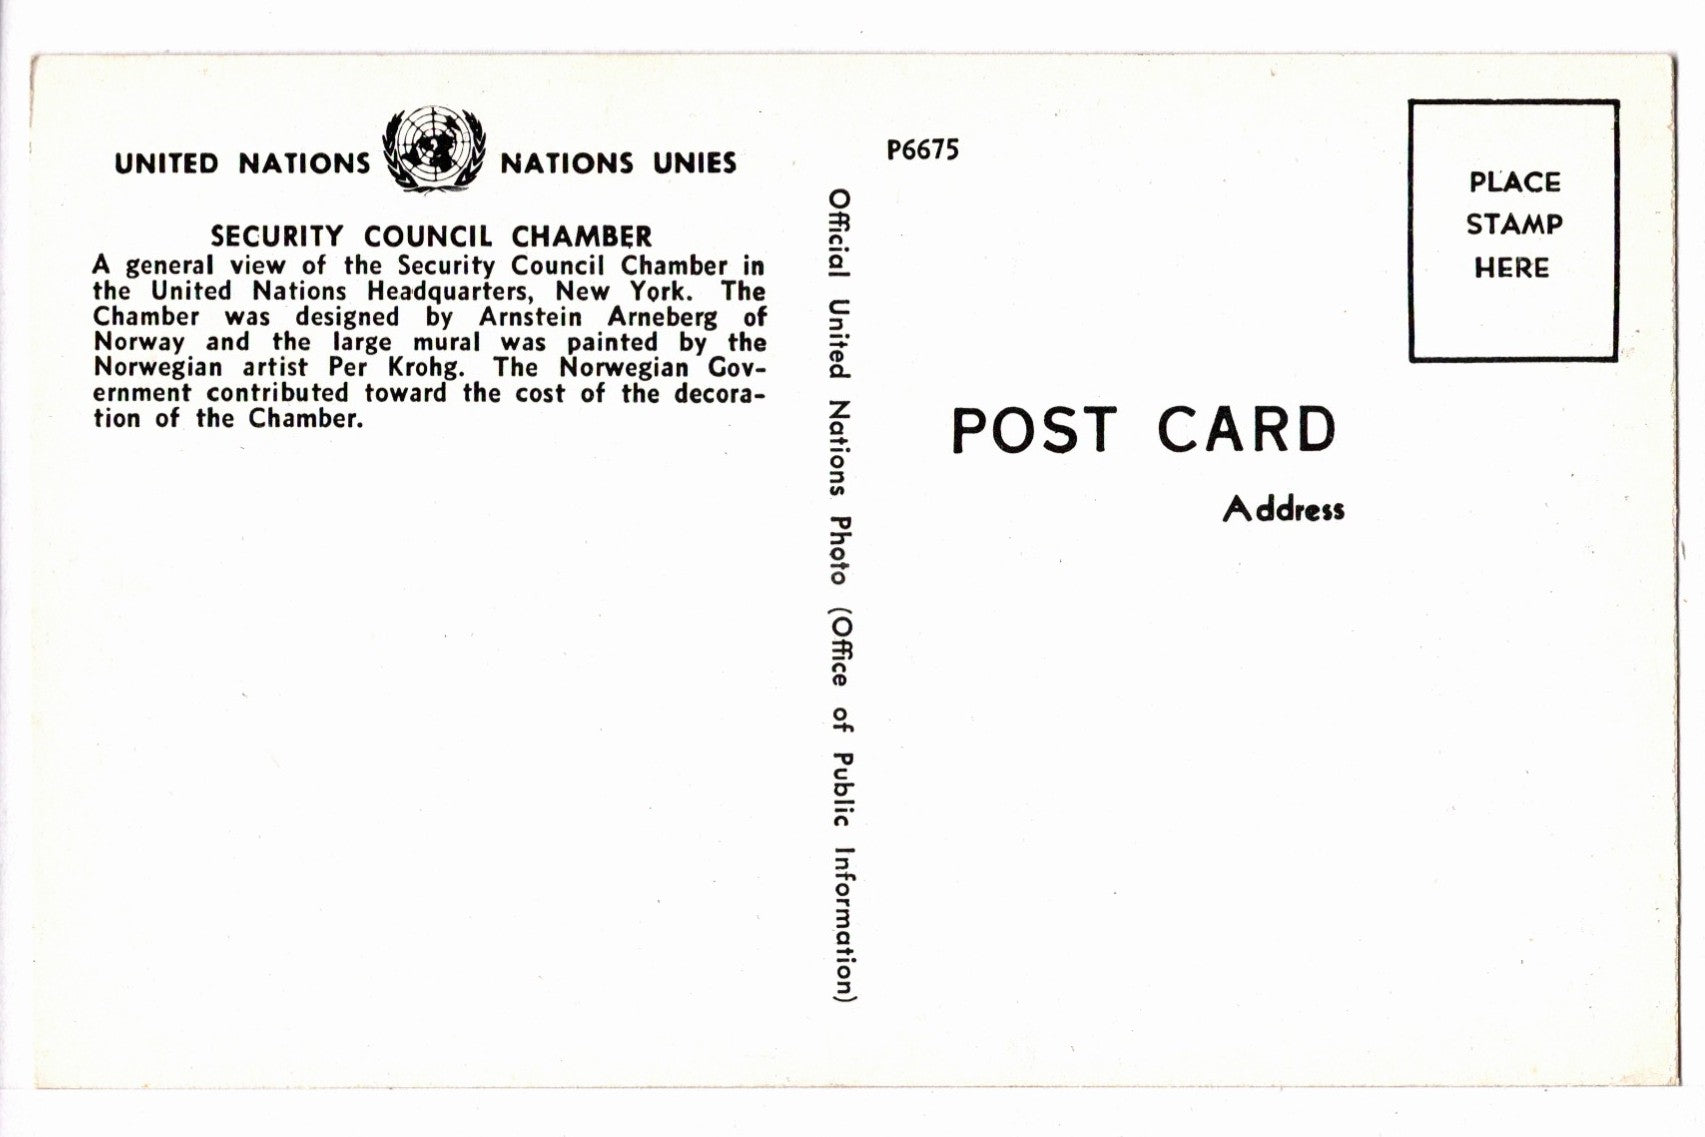 UNITED NATIONS NATIONS UNIES
SECURITY COUNCIL CHAMBER
A general view of the Security Council Chamber in
the United Nations Headquarters, New York. The
Chamber was designed by Arnstein Arneberg of
Norway and the large mural was painted by the
Norwegian artist Per Krohg. The Norwegian Gov-
ernment contributed toward the cost of the decora-
tion of the Chamber.
Official United Nations Photo (Office of Public Information)
P6675
PLACE
STAMP
HERE
POST CARD
Address